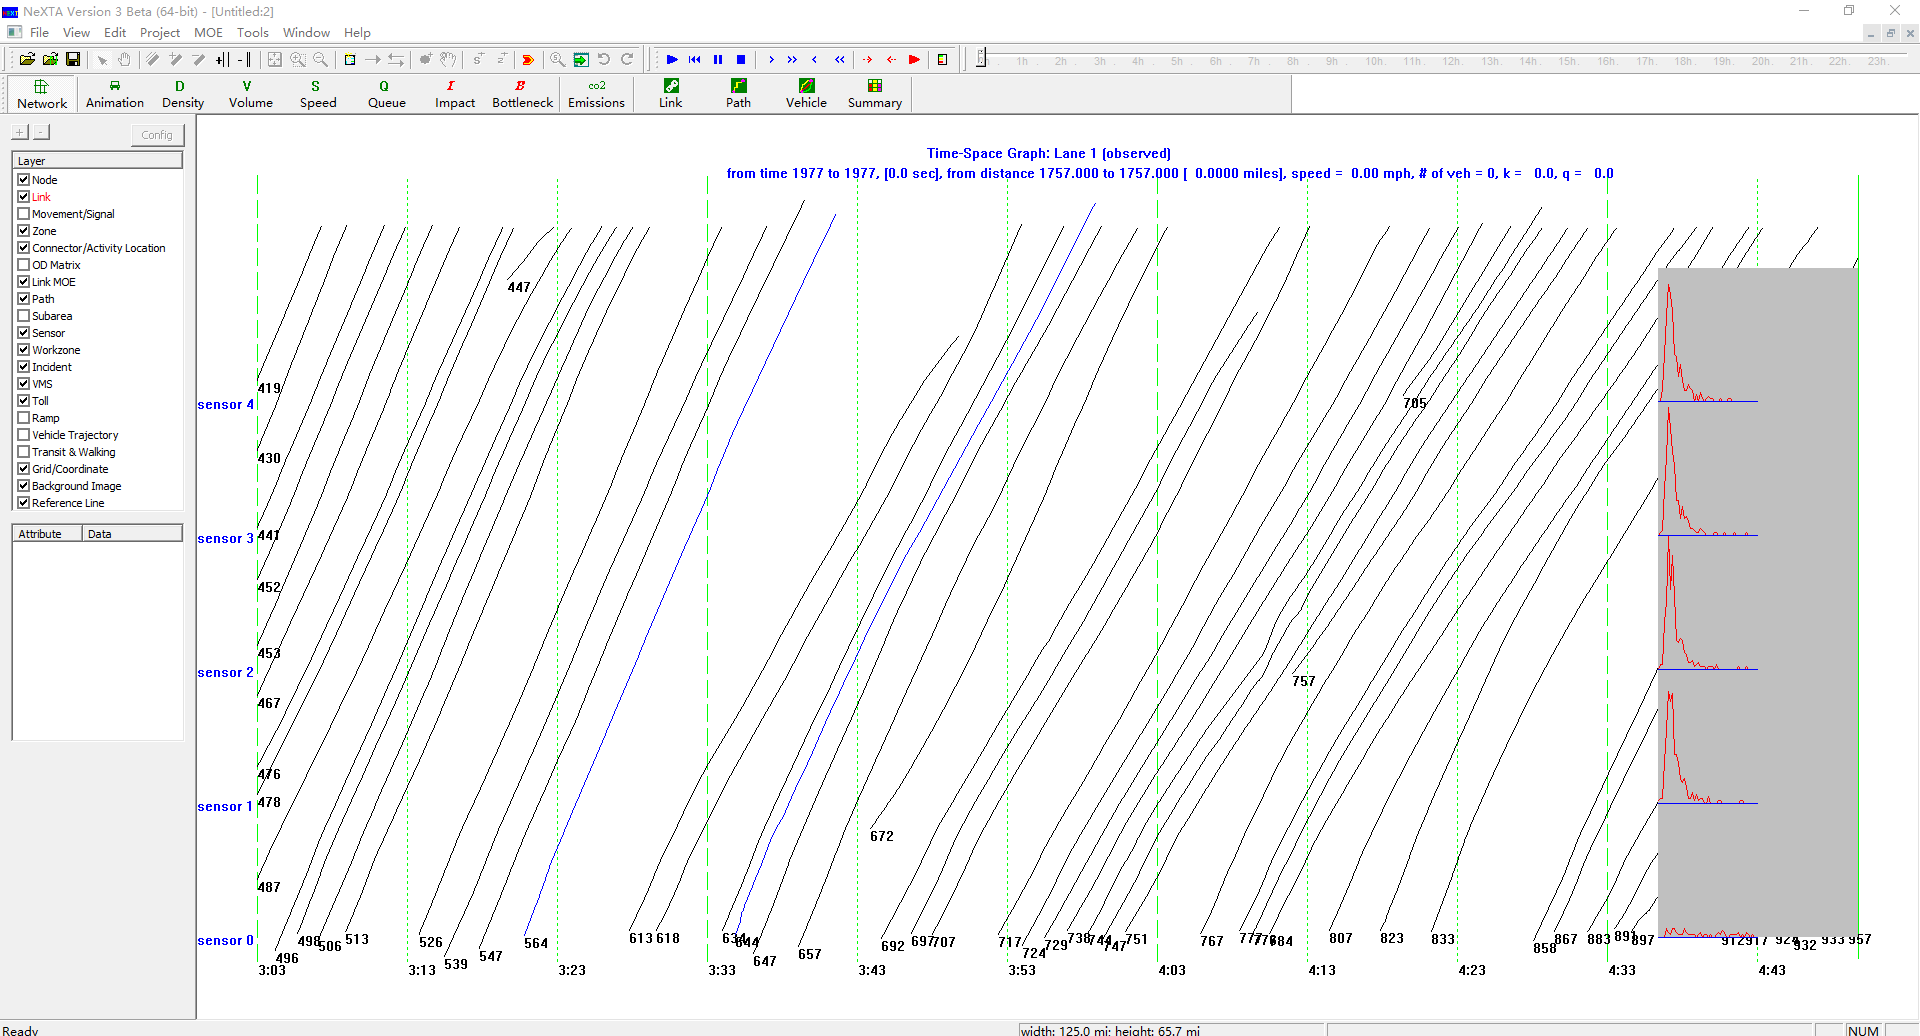 NeXTA Version 3 Beta (64-bit) - [Untitled:2]
File View Edit Project MOE Tools Window Help
1h. 2h. 3h. 4h. 5h. 6h. 7h. 8h. 9h. 10h. 11h. 12h. 13h. 14h. 15h. 16h. 17h. 18h. 19h. 20h. 21h. 22h. 23h.
D V S Q I B co2
Network Animation Density Volume Speed Queue Impact Bottleneck Emissions Link Path Vehicle Summary
+ - Config
Layer
Node
Link
Movement/Signal
Zone
Connector/Activity Location
OD Matrix
Link MOE
Path
Subarea
Sensor
Workzone
Incident
VMS
Toll
Ramp
Vehicle Trajectory
Transit & Walking
Grid/Coordinate
Background Image
Reference Line
Attribute Data
Time-Space Graph: Lane 1 (observed)
from time 1977 to 1977, [0.0 sec], from distance 1757.000 to 1757.000 [ 0.0000 miles], speed = 0.00 mph, # of veh = 0, k = 0.0, q = 0.0
447
419
sensor 4
705
430
441
sensor 3
452
453
sensor 2
757
467
476
478
sensor 1
672
487
sensor 0
496 498 506 513 526 539 547 564 613 618 634 644 647 657 692 697 707 717 724 729 738 744 747 751 767 684 807 823 833 858 867 883 891 897 917 932 933 957
3:03 3:13 3:23 3:33 3:43 3:53 4:03 4:13 4:23 4:33 4:43
Ready
width: 125.0 mi; height: 65.7 mi
NUM